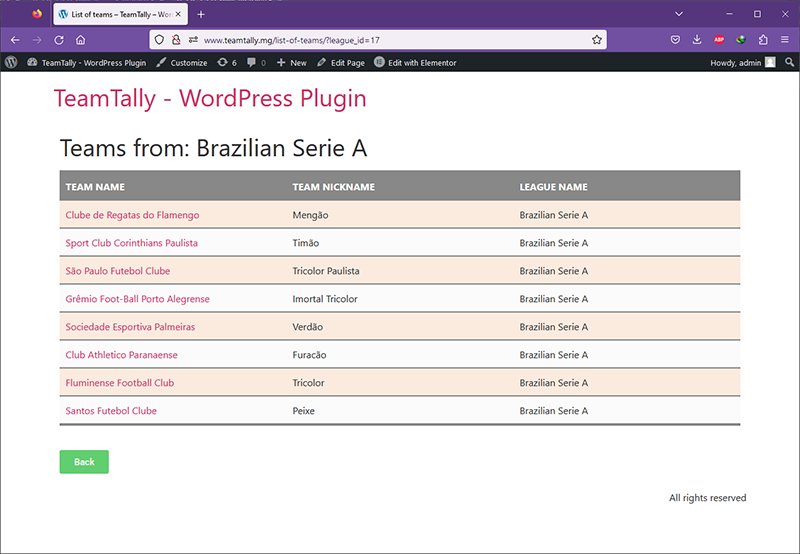 List of teams – TeamTally – Wor
www.teamtally.mg/list-of-teams/?league_id=17
ABP
TeamTally - WordPress Plugin Customize 6 0 New Edit Page Edit with Elementor Howdy, admin
TeamTally - WordPress Plugin
Teams from: Brazilian Serie A
TEAM NAME TEAM NICKNAME LEAGUE NAME
Clube de Regatas do Flamengo Mengão Brazilian Serie A
Sport Club Corinthians Paulista Timão Brazilian Serie A
São Paulo Futebol Clube Tricolor Paulista Brazilian Serie A
Grêmio Foot-Ball Porto Alegrense Imortal Tricolor Brazilian Serie A
Sociedade Esportiva Palmeiras Verdão Brazilian Serie A
Club Athletico Paranaense Furacão Brazilian Serie A
Fluminense Football Club Tricolor Brazilian Serie A
Santos Futebol Clube Peixe Brazilian Serie A
Back
All rights reserved